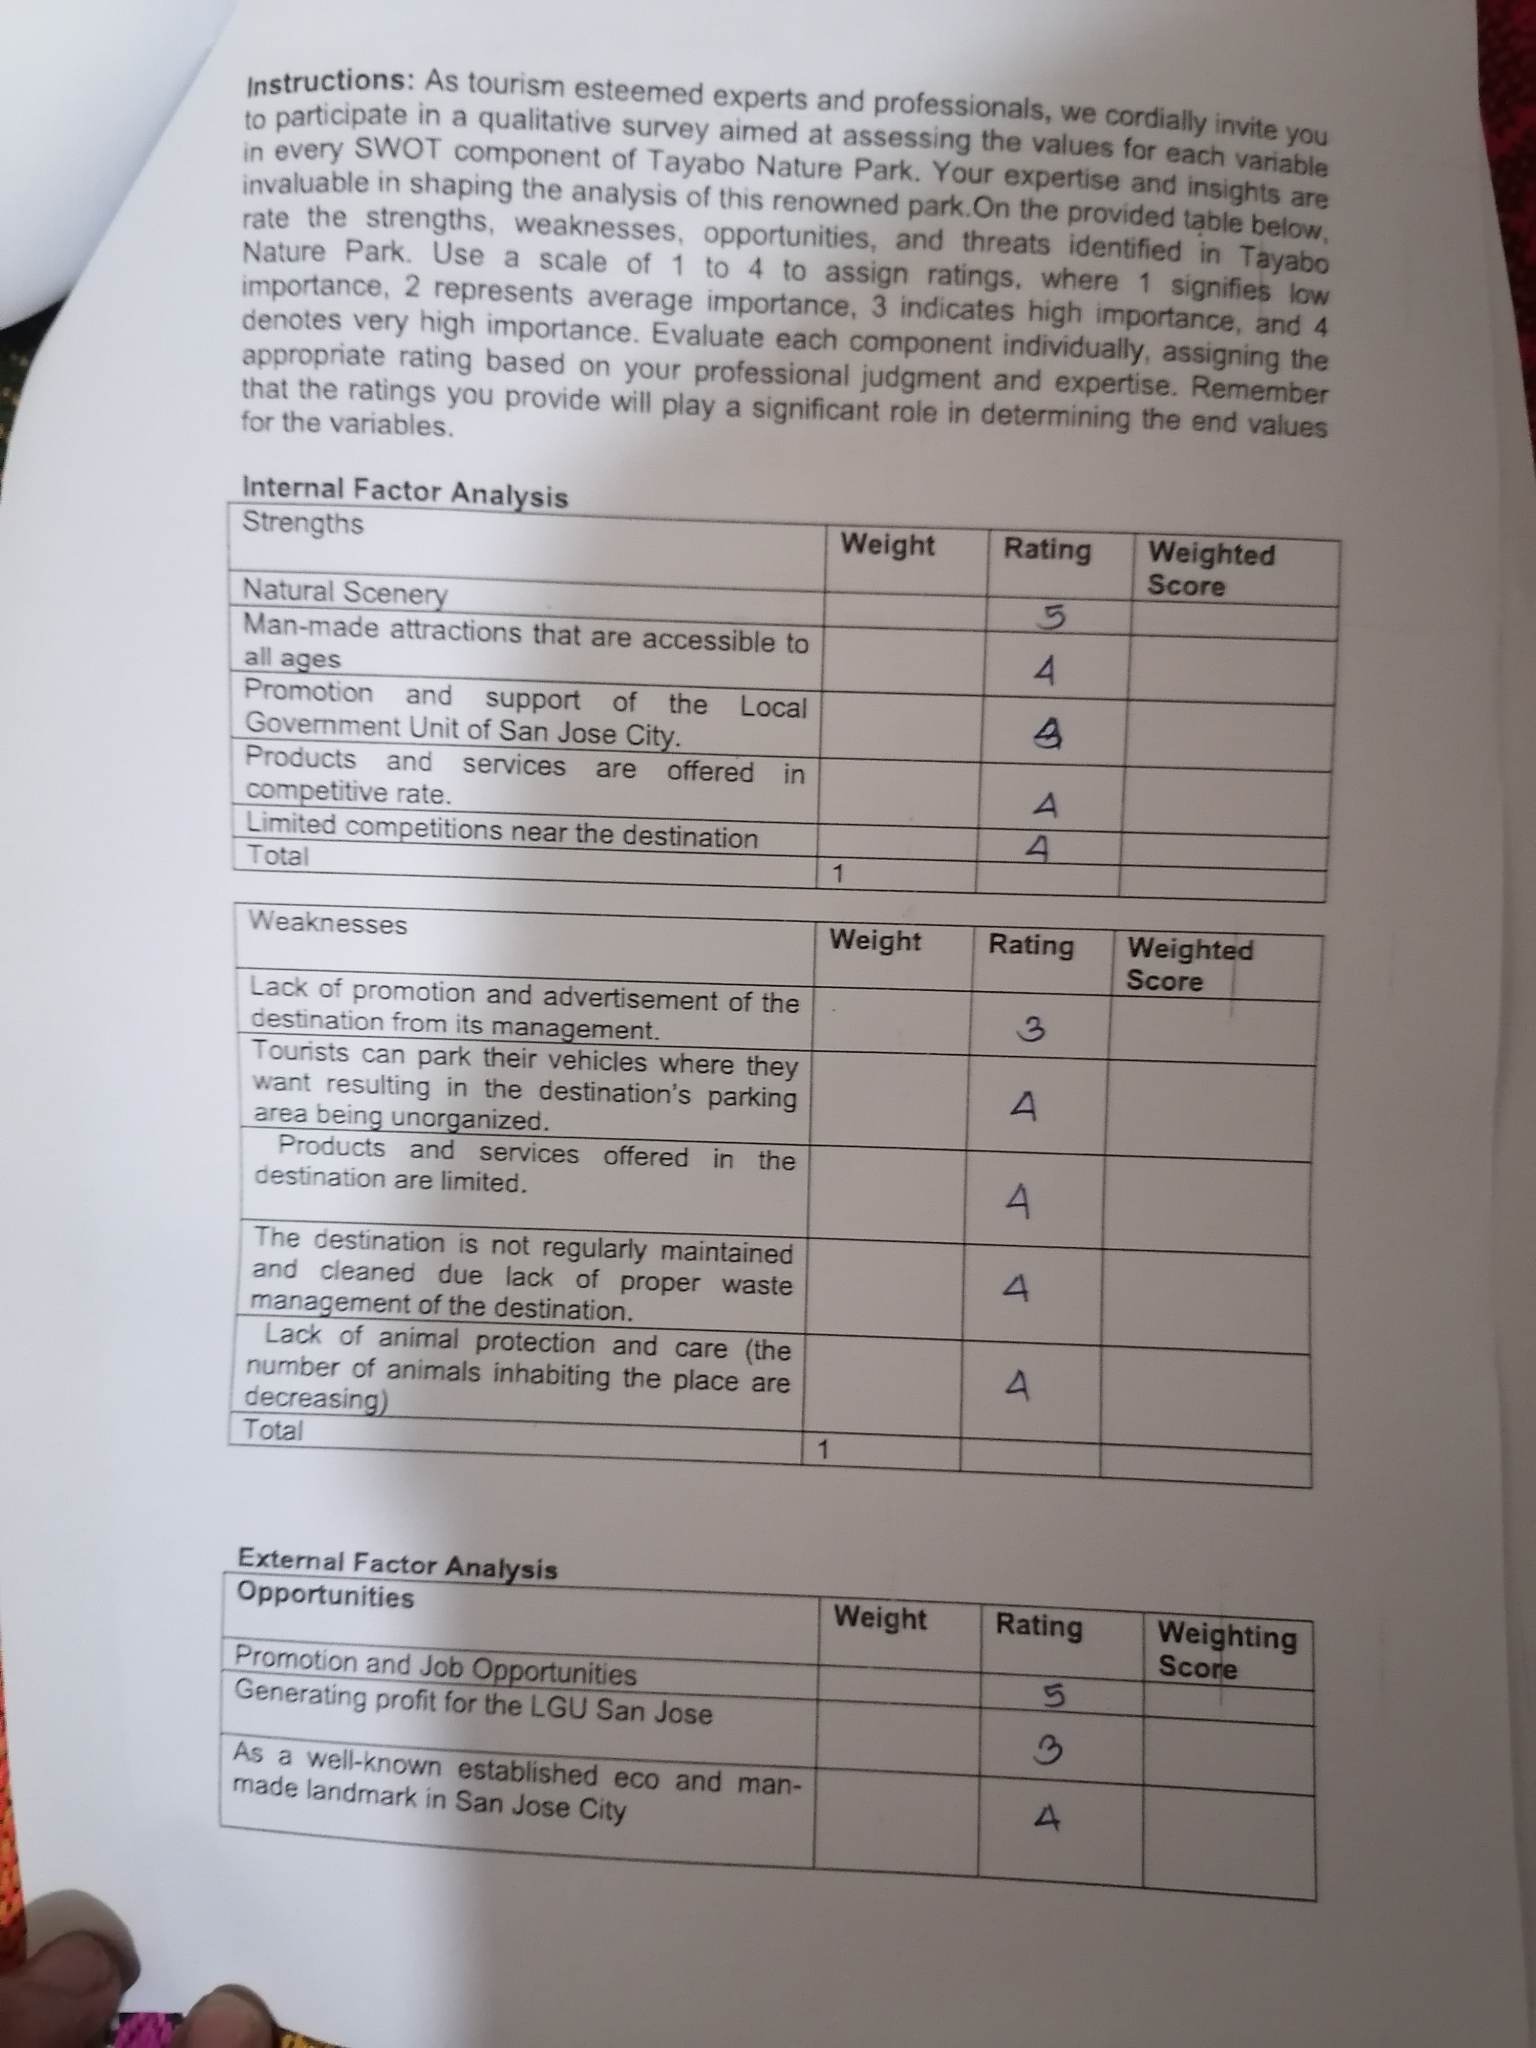 Instructions: As tourism esteemed experts and professionals, we cordially invite you
to participate in a qualitative survey aimed at assessing the values for each variable
in every SWOT component of Tayabo Nature Park. Your expertise and insights are
invaluable in shaping the analysis of this renowned park.On the provided table below,
rate the strengths, weaknesses, opportunities, and threats identified in Tayabo
Nature Park. Use a scale of 1 to 4 to assign ratings, where 1 signifies low
importance, 2 represents average importance, 3 indicates high importance, and 4
denotes very high importance. Evaluate each component individually, assigning the
appropriate rating based on your professional judgment and expertise. Remember
that the ratings you provide will play a significant role in determining the end values
for the variables.
Internal Factor Analysis
Strengths Weight Rating Weighted
Score
Natural Scenery 5
Man-made attractions that are accessible to
all ages 4
Promotion and support of the Local
Government Unit of San Jose City.
Products and services are offered in
competitive rate. 4
Limited competitions near the destination 4
Total 1
Weaknesses Weight Rating Weighted
Score
Lack of promotion and advertisement of the
destination from its management. 3
Tourists can park their vehicles where they
want resulting in the destination's parking 4
area being unorganized.
Products and services offered in the
destination are limited. 4
The destination is not regularly maintained
and cleaned due lack of proper waste 4
management of the destination.
Lack of animal protection and care (the
number of animals inhabiting the place are 4
decreasing)
Total 1
External Factor Analysis
Opportunities Weight Rating Weighting
Score
Promotion and Job Opportunities 5
Generating profit for the LGU San Jose 3
As a well-known established eco and man-
made landmark in San Jose City 4